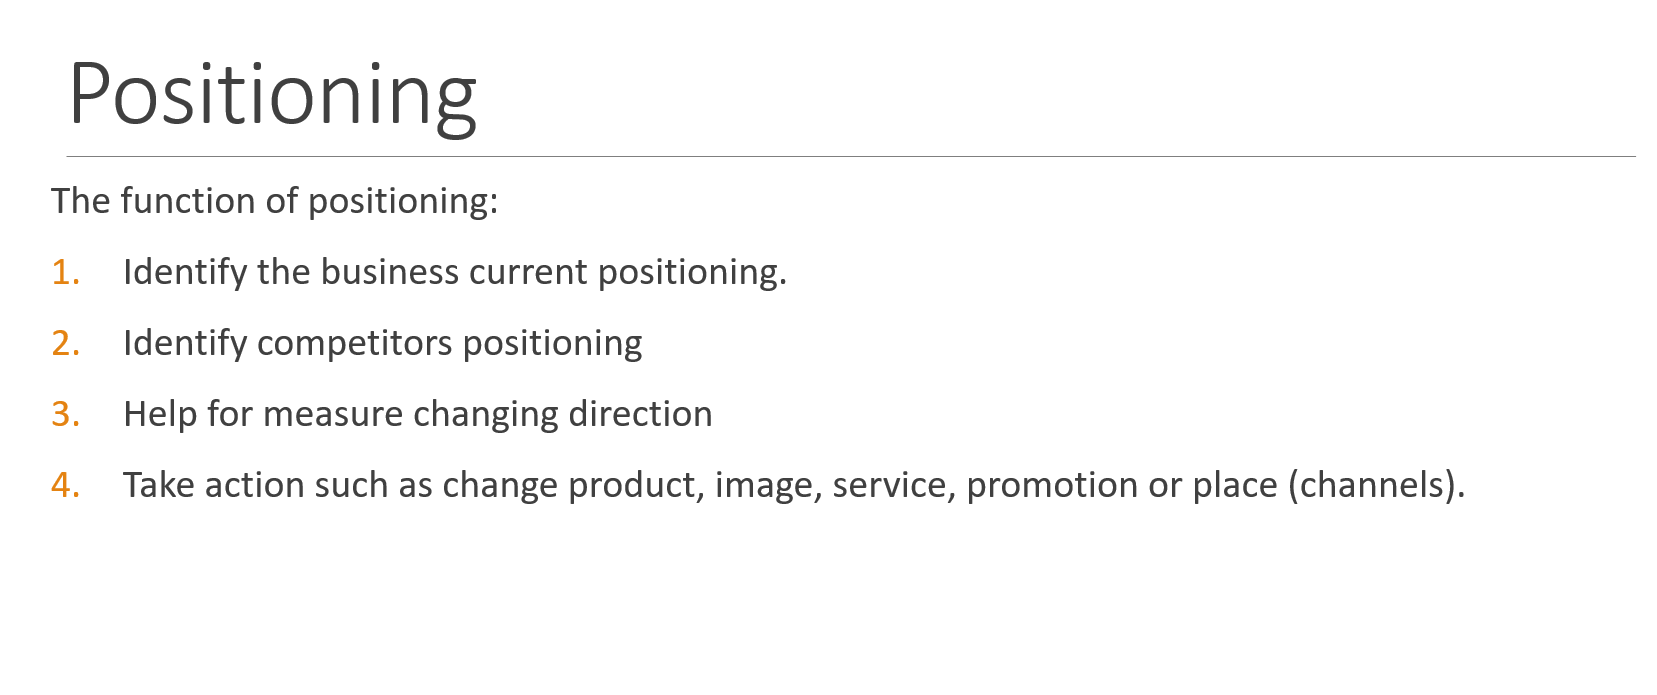 Positioning
The function of positioning:
1. Identify the business current positioning.
2. Identify competitors positioning
3. Help for measure changing direction
4. Take action such as change product, image, service, promotion or place (channels).